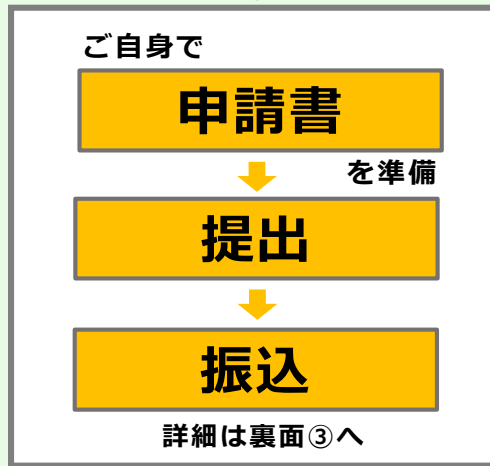 ご自身で
申請書
を準備
提出
振込
詳細は裏面③へ